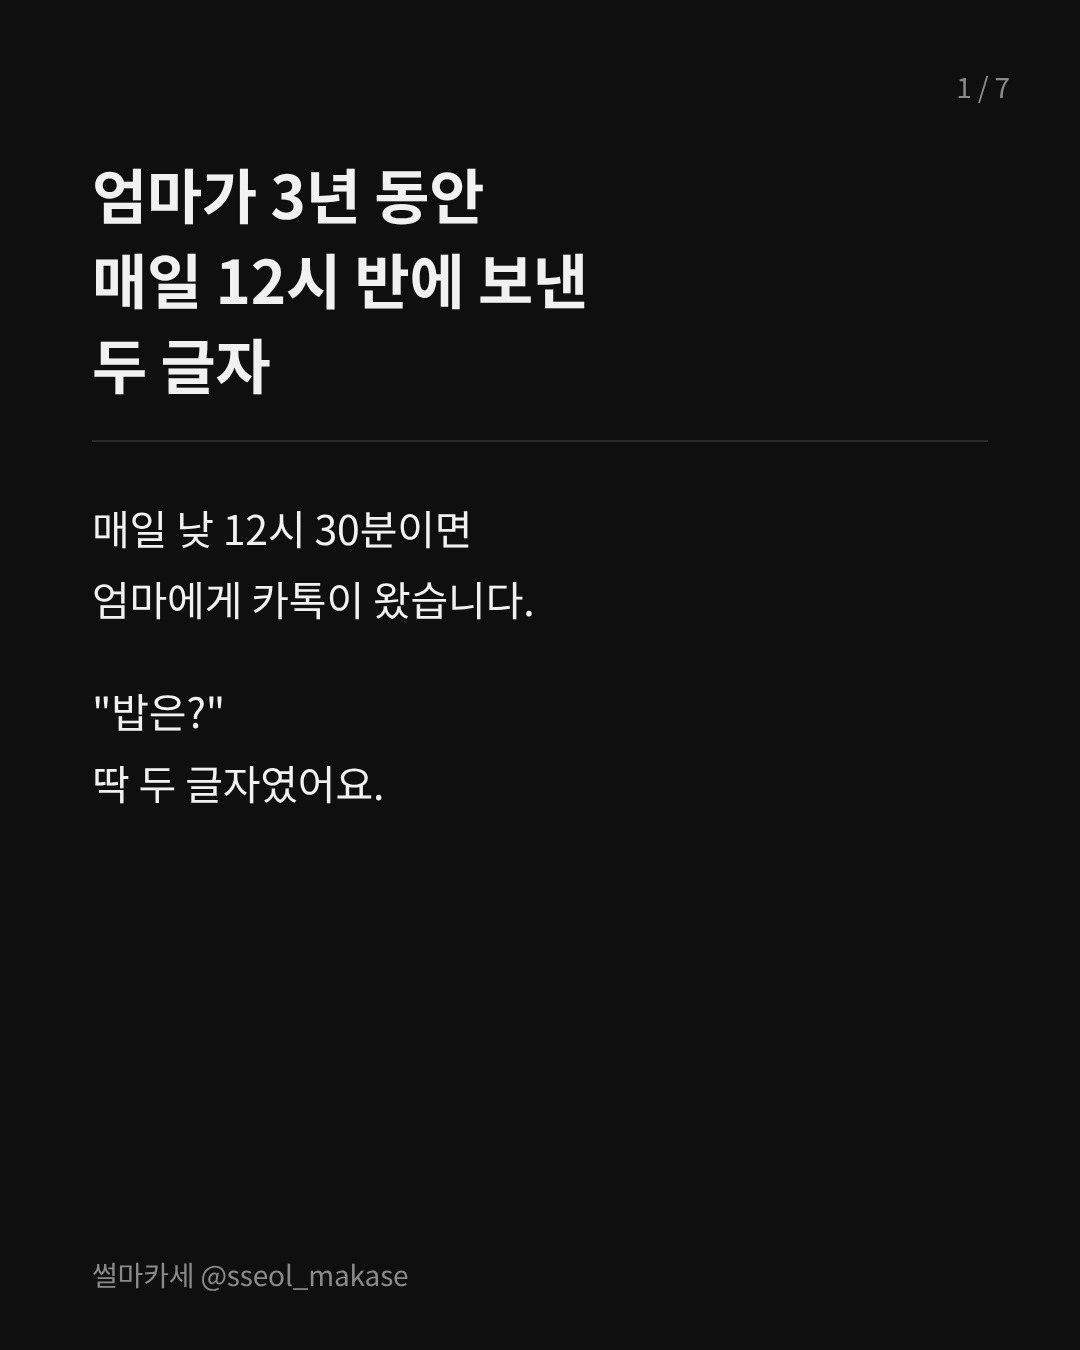 1 / 7
엄마가 3년 동안
매일 12시 반에 보낸
두 글자
매일 낮 12시 30분이면
엄마에게 카톡이 왔습니다.
"밥은?"
딱 두 글자였어요.
썰마카세 @sseol_makase